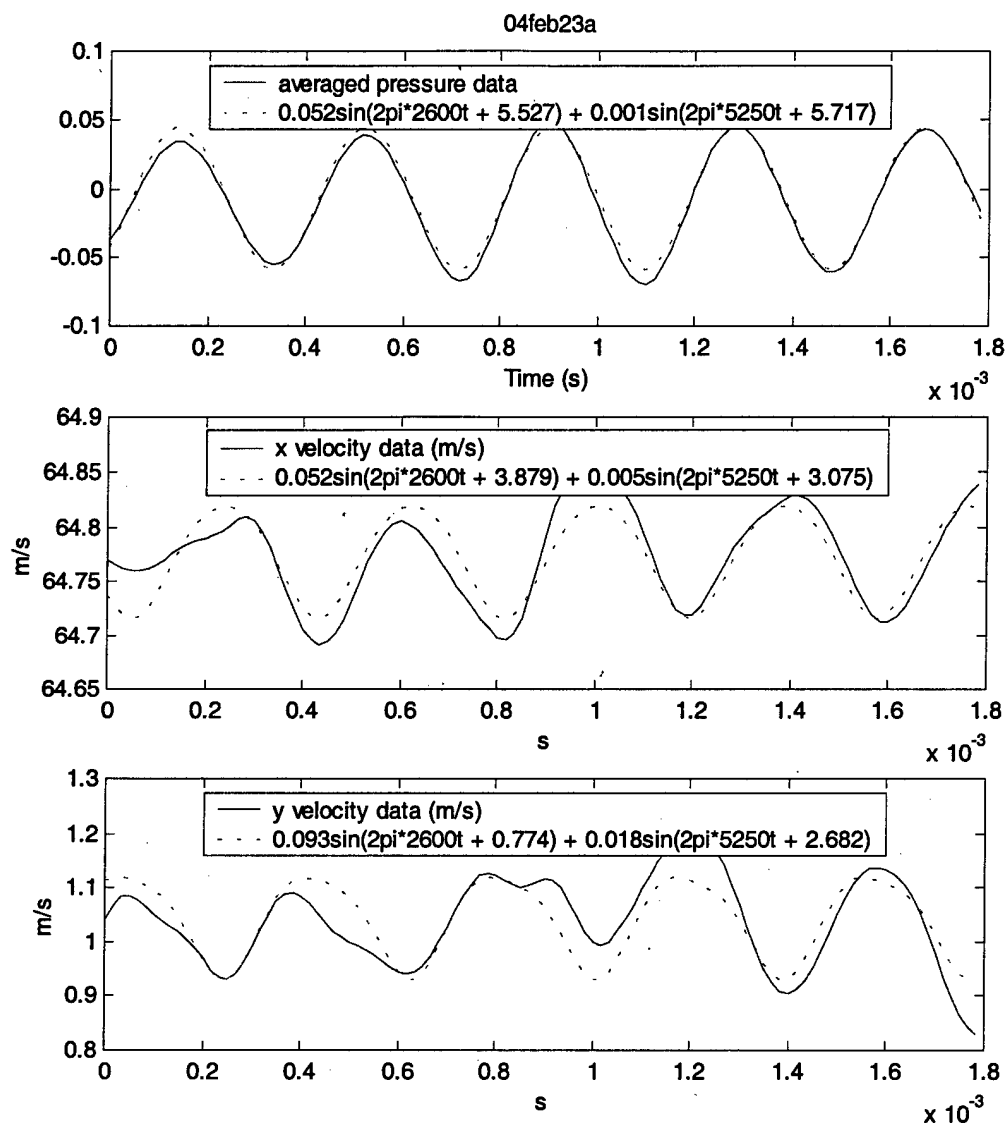 04feb23a
averaged pressure data
0.052sin(2pi*2600t + 5.527) + 0.001sin(2pi*5250t + 5.717)
0.1
0.05
0
-0.05
-0.1
0 0.2 0.4 0.6 0.8 1 1.2 1.4 1.6 1.8
Time (s)
x 10-3
x velocity data (m/s)
0.052sin(2pi*2600t + 3.879) + 0.005sin(2pi*5250t + 3.075)
64.9
64.85
64.8
64.75
64.7
64.65
m/s
0 0.2 0.4 0.6 0.8 1 1.2 1.4 1.6 1.8
s
x 10-3
y velocity data (m/s)
0.093sin(2pi*2600t + 0.774) + 0.018sin(2pi*5250t + 2.682)
1.3
1.2
1.1
1
0.9
0.8
m/s
0 0.2 0.4 0.6 0.8 1 1.2 1.4 1.6 1.8
s
x 10-3